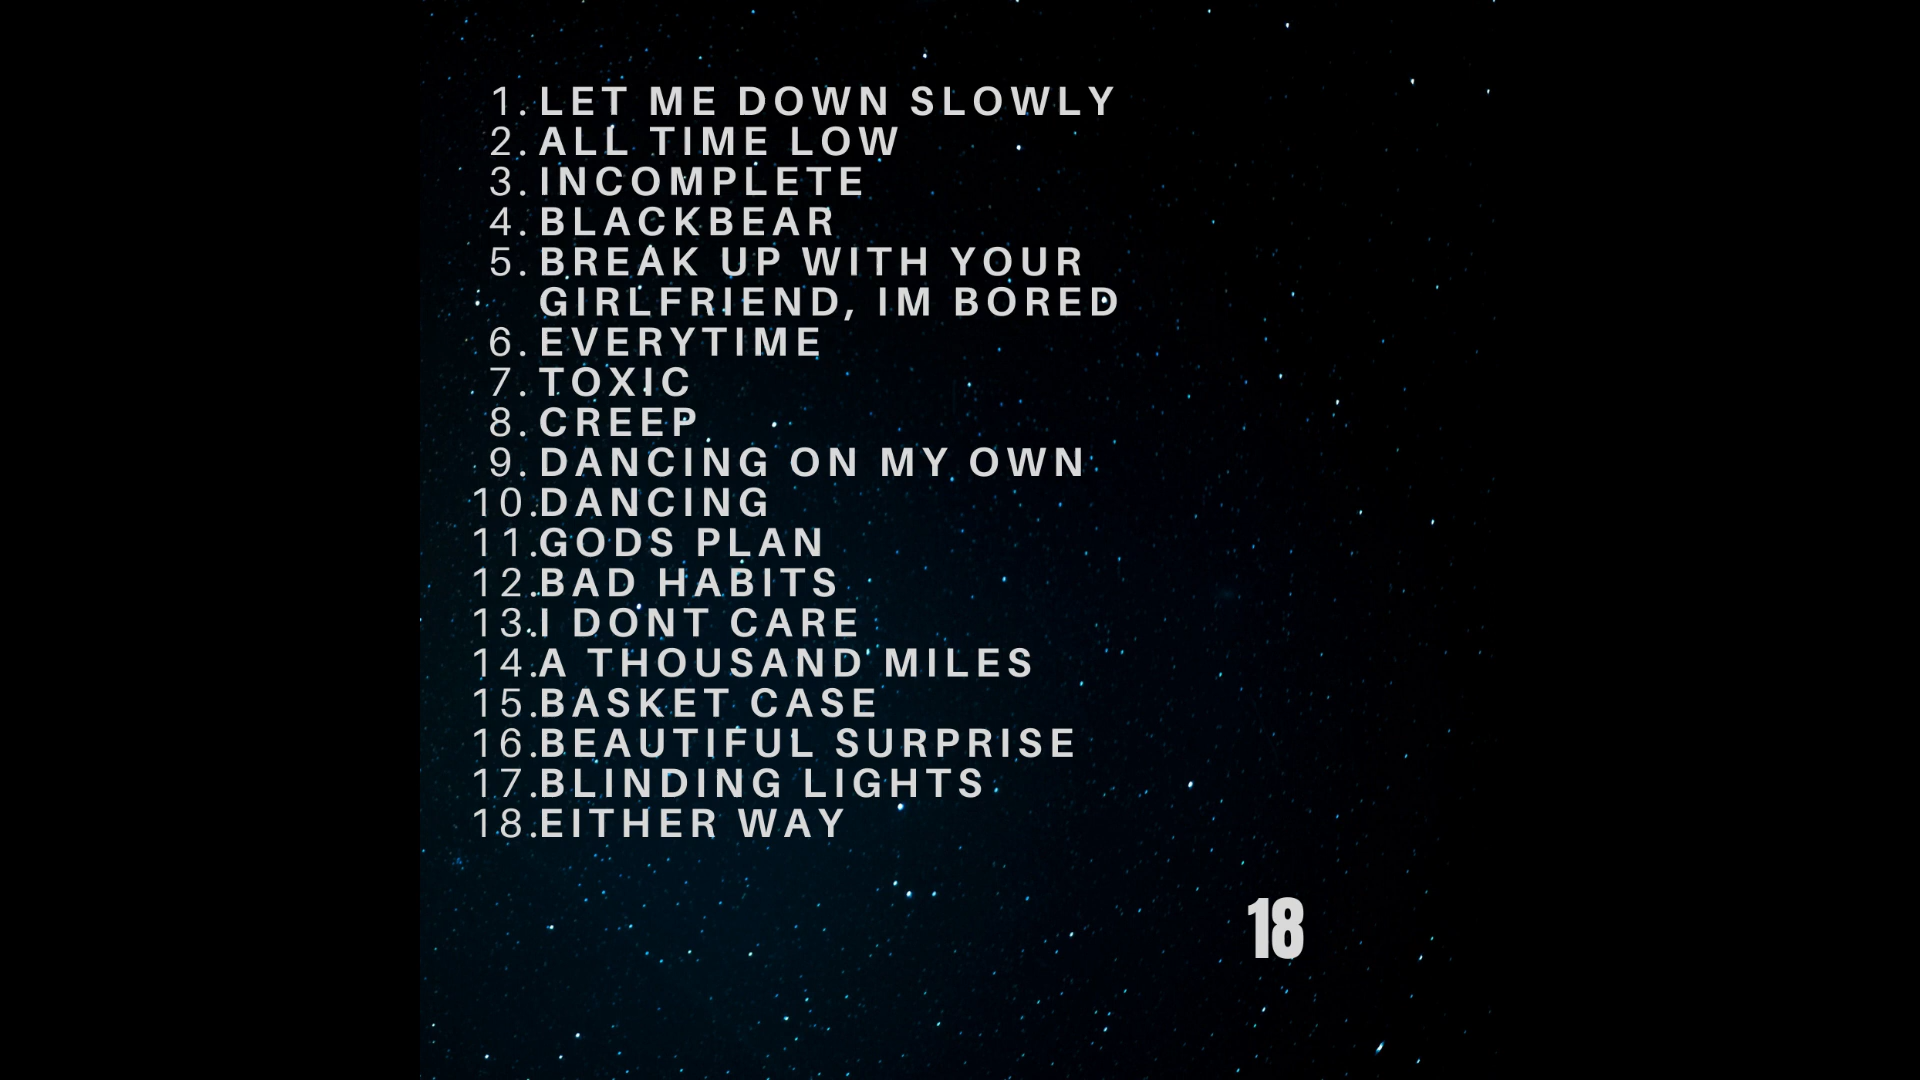 1. LET ME DOWN SLOWLY
2. ALL TIME LOW
3. INCOMPLETE
4. BLACKBEAR
5. BREAK UP WITH YOUR
GIRLFRIEND, IM BORED
6. EVERYTIME
7. TOXIC
8. CREEP
9. DANCING ON MY OWN
10. DANCING
11. GODS PLAN
12. BAD HABITS
13. I DONT CARE
14. A THOUSAND MILES
15. BASKET CASE
16. BEAUTIFUL SURPRISE
17. BLINDING LIGHTS
18. EITHER WAY
18